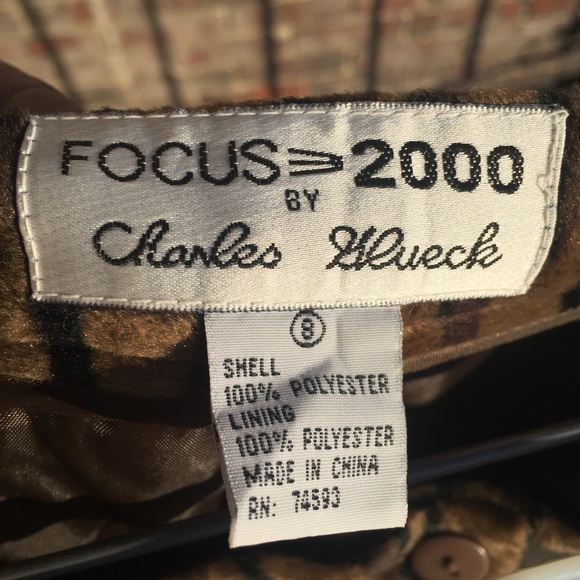 FOCUS 2000
BY
Charles Glueck
8
SHELL
100% POLYESTER
LINING
100% POLYESTER
MADE IN CHINA
RN: 74593